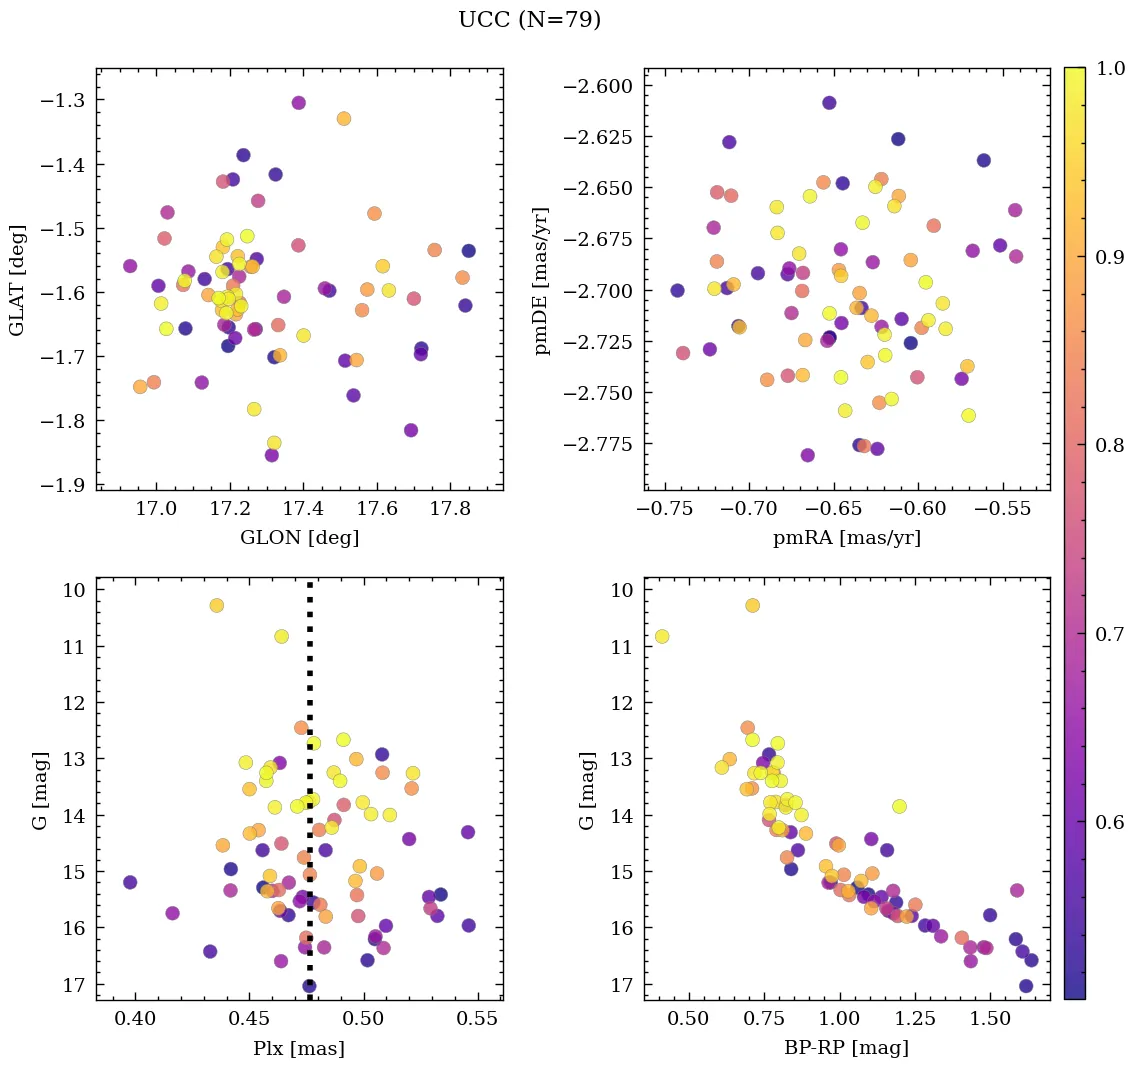 UCC (N=79)
−1.3
−1.4
−1.5
−1.6
−1.7
−1.8
−1.9
GLAT [deg]
17.0 17.2 17.4 17.6 17.8
GLON [deg]
−2.600
−2.625
−2.650
−2.675
−2.700
−2.725
−2.750
−2.775
pmDE [mas/yr]
−0.75 −0.70 −0.65 −0.60 −0.55
pmRA [mas/yr]
1.0
0.9
0.8
0.7
0.6
10
11
12
13
14
15
16
17
G [mag]
0.40 0.45 0.50 0.55
Plx [mas]
10
11
12
13
14
15
16
17
G [mag]
0.50 0.75 1.00 1.25 1.50
BP-RP [mag]